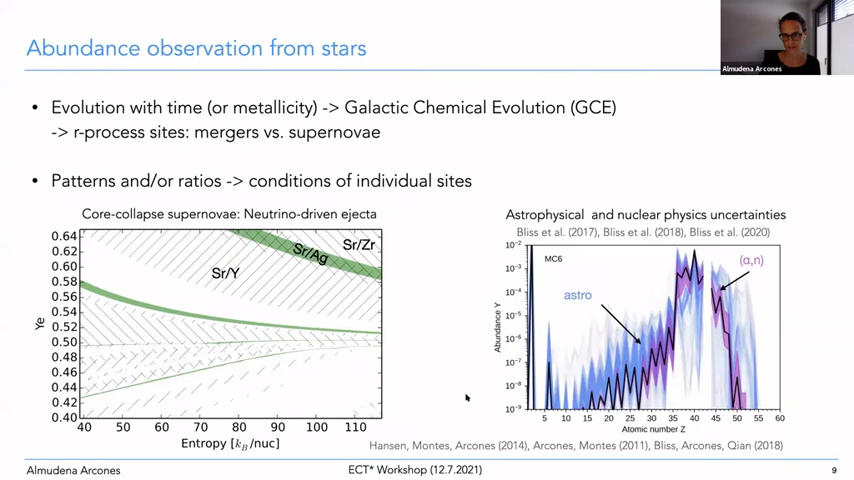 Abundance observation from stars
Almudena Arcones
• Evolution with time (or metallicity) -> Galactic Chemical Evolution (GCE)
-> r-process sites: mergers vs. supernovae
• Patterns and/or ratios -> conditions of individual sites
Core-collapse supernovae: Neutrino-driven ejecta
0.64
0.62
0.60
0.58
0.56
0.54
0.52
0.50
0.48
0.46
0.44
0.42
0.40
Ye
Sr/Y
Sr/Ag
Sr/Zr
40 50 60 70 80 90 100 110
Entropy [k_B/nuc]
Astrophysical and nuclear physics uncertainties
Bliss et al. (2017), Bliss et al. (2018), Bliss et al. (2020)
10⁻²
10⁻³
10⁻⁴
10⁻⁵
10⁻⁶
10⁻⁷
10⁻⁸
10⁻⁹
Abundance Y
MC6
astro
(α,n)
5 10 15 20 25 30 35 40 45 50 55 60
Atomic number Z
Hansen, Montes, Arcones (2014), Arcones, Montes (2011), Bliss, Arcones, Qian (2018)
Almudena Arcones
ECT* Workshop (12.7.2021)
9